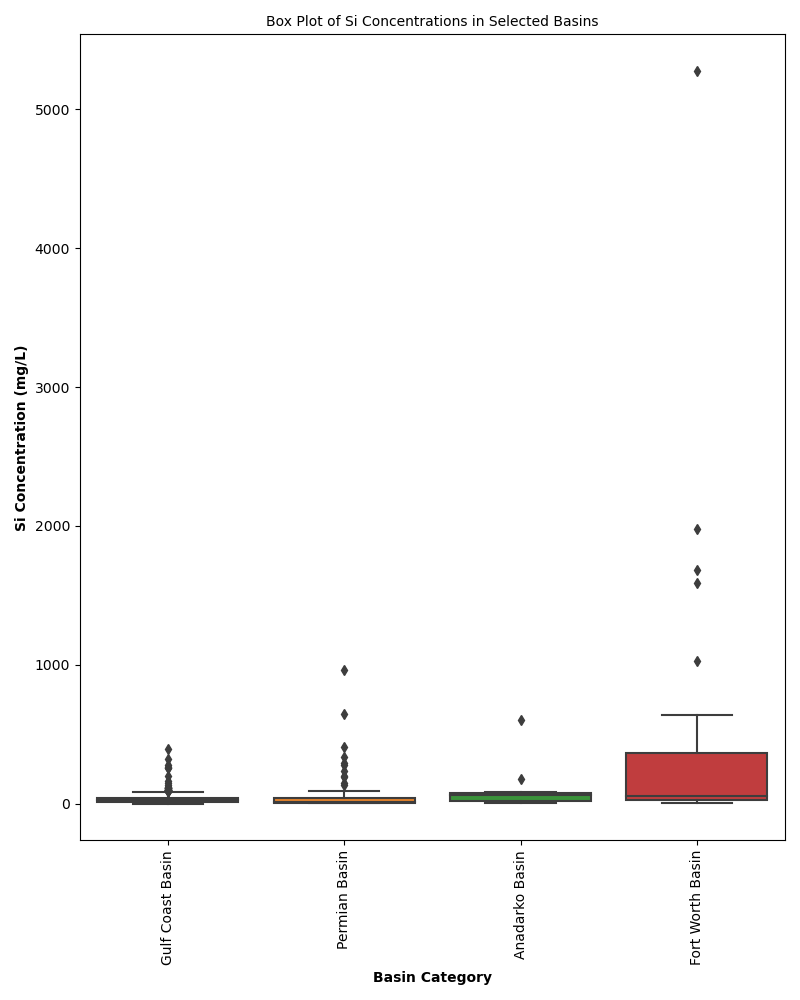 Box Plot of Si Concentrations in Selected Basins
5000
4000
3000
2000
1000
0
Si Concentration (mg/L)
Gulf Coast Basin
Permian Basin
Anadarko Basin
Fort Worth Basin
Basin Category